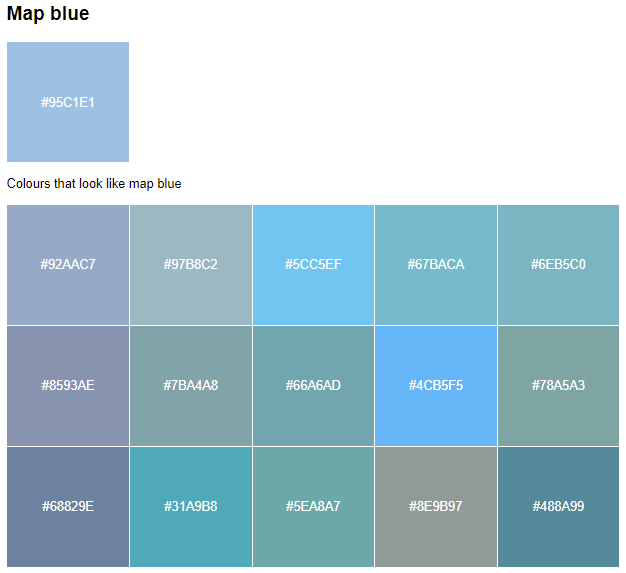 Map blue
#95C1E1
Colours that look like map blue
#92AAC7 #97B8C2 #5CC5EF #67BACA #6EB5C0
#8593AE #7BA4A8 #66A6AD #4CB5F5 #78A5A3
#68829E #31A9B8 #5EA8A7 #8E9B97 #488A99